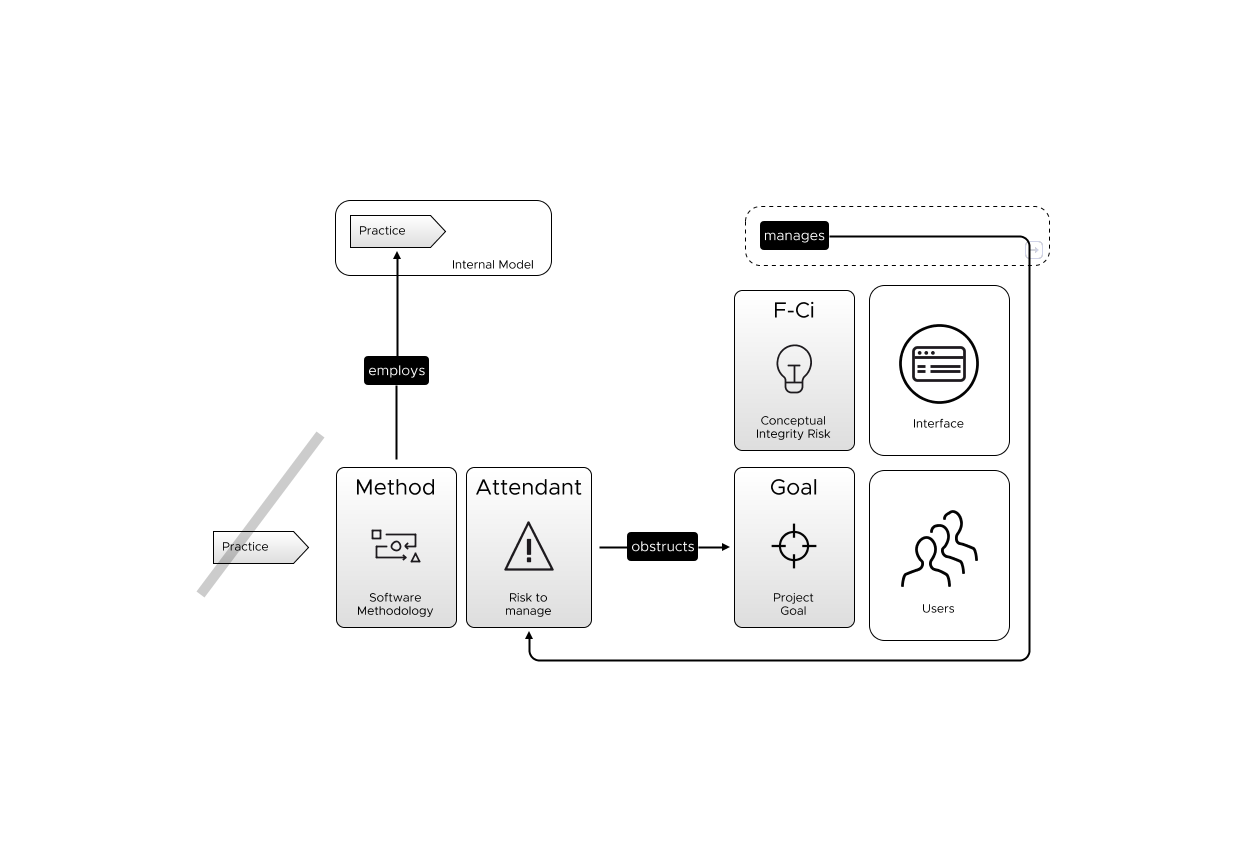 Practice
Internal Model
manages
F-Ci
Conceptual
Integrity Risk
Interface
employs
Method
Software
Methodology
Attendant
Risk to
manage
obstructs
Goal
Project
Goal
Users
Practice